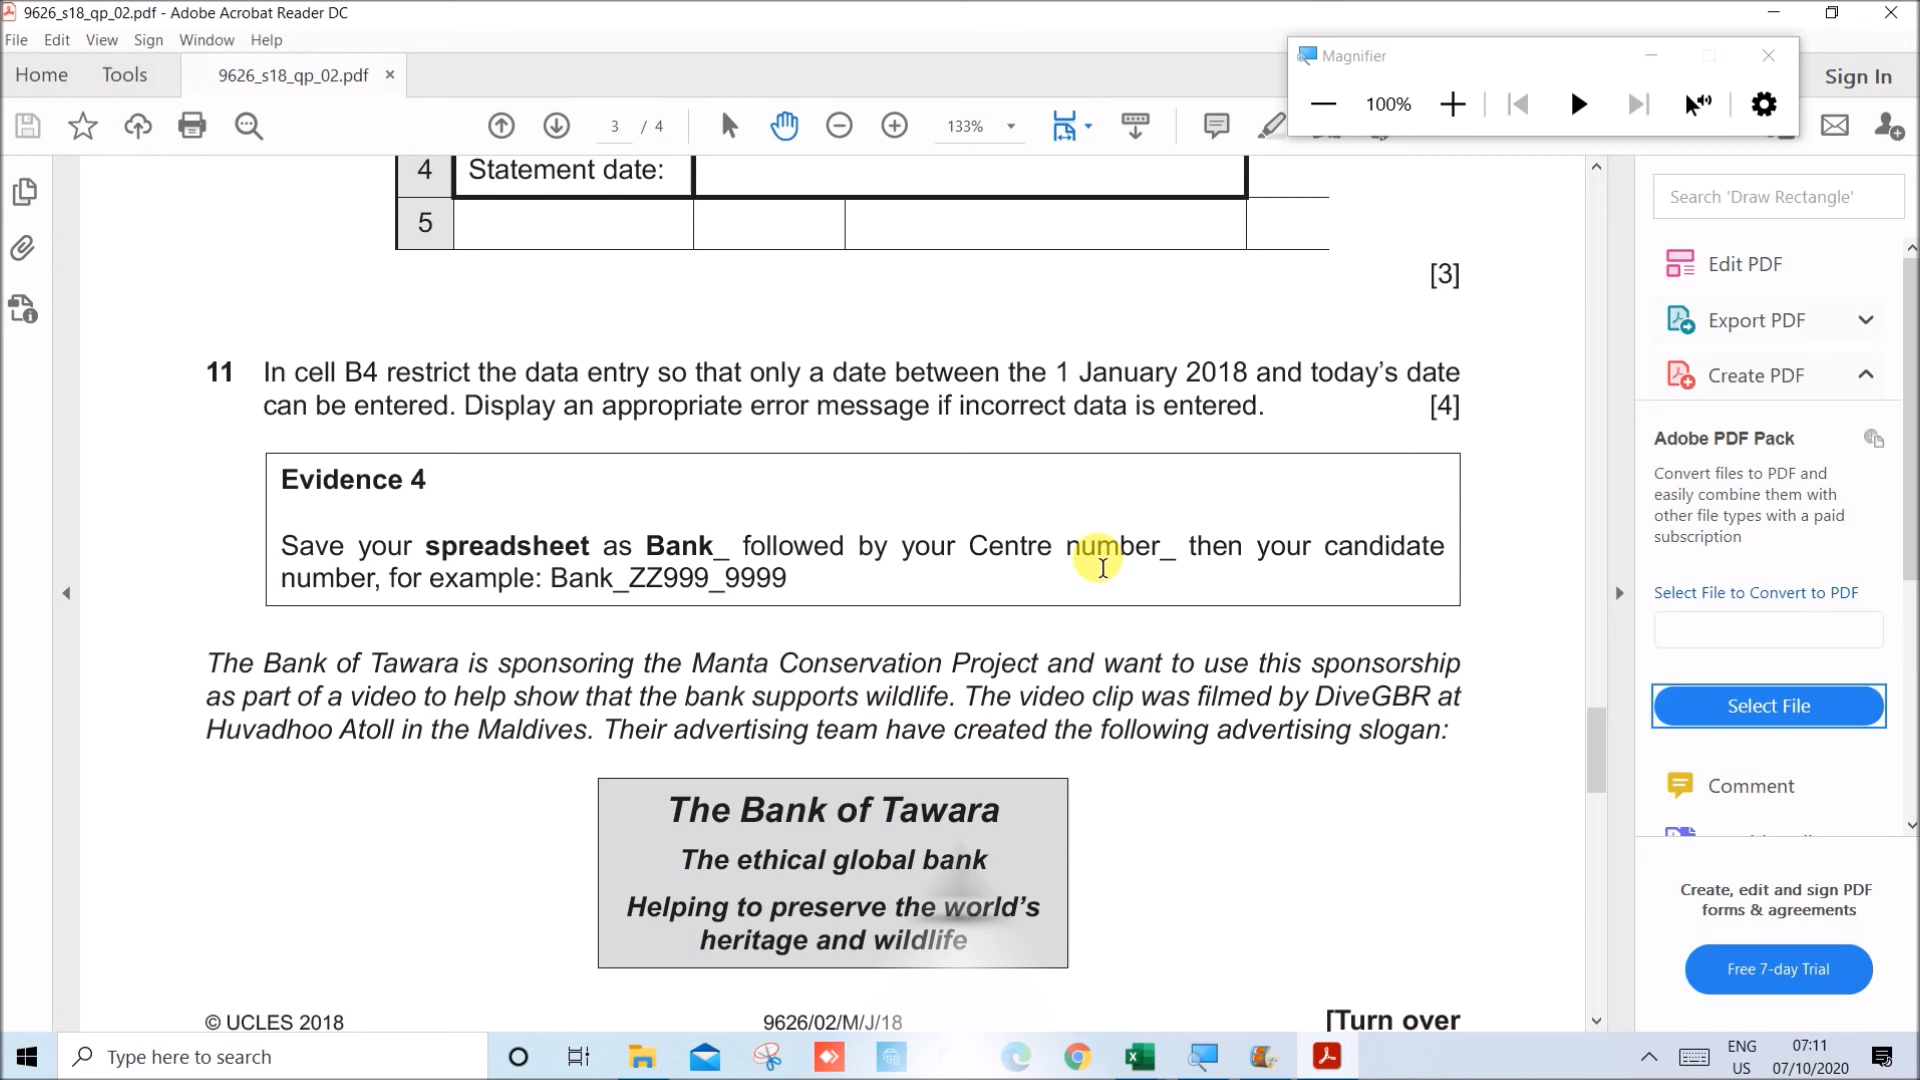 9626_s18_qp_02.pdf - Adobe Acrobat Reader DC
File Edit View Sign Window Help
Magnifier
Home Tools 9626_s18_qp_02.pdf × Sign In
100%
3 / 4 133%
4 Statement date:
5
[3]
11 In cell B4 restrict the data entry so that only a date between the 1 January 2018 and today's date
can be entered. Display an appropriate error message if incorrect data is entered. [4]
Evidence 4
Save your spreadsheet as Bank_ followed by your Centre number_ then your candidate
number, for example: Bank_ZZ999_9999
The Bank of Tawara is sponsoring the Manta Conservation Project and want to use this sponsorship
as part of a video to help show that the bank supports wildlife. The video clip was filmed by DiveGBR at
Huvadhoo Atoll in the Maldives. Their advertising team have created the following advertising slogan:
The Bank of Tawara
The ethical global bank
Helping to preserve the world's
heritage and wildlife
© UCLES 2018 9626/02/M/J/18 [Turn over
Search 'Draw Rectangle'
Edit PDF
Export PDF
Create PDF
Adobe PDF Pack
Convert files to PDF and
easily combine them with
other file types with a paid
subscription
Select File to Convert to PDF
Select File
Comment
Create, edit and sign PDF
forms & agreements
Free 7-day Trial
Type here to search
ENG
US
07:11
07/10/2020